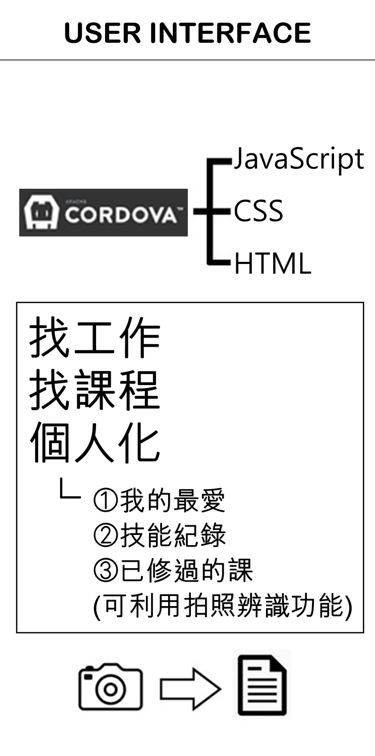 USER INTERFACE
JavaScript
APACHE
CORDOVA™
CSS
HTML
找工作
找課程
個人化
①我的最愛
②技能紀錄
③已修過的課
(可利用拍照辨識功能)